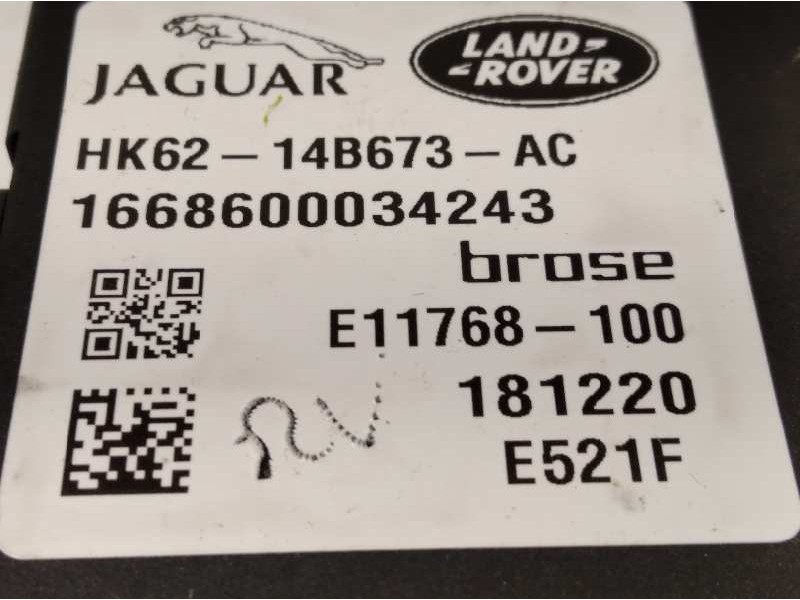 JAGUAR
LAND-
-ROVER
HK62-14B673-AC
1668600034243
brose
E11768-100
181220
E521F